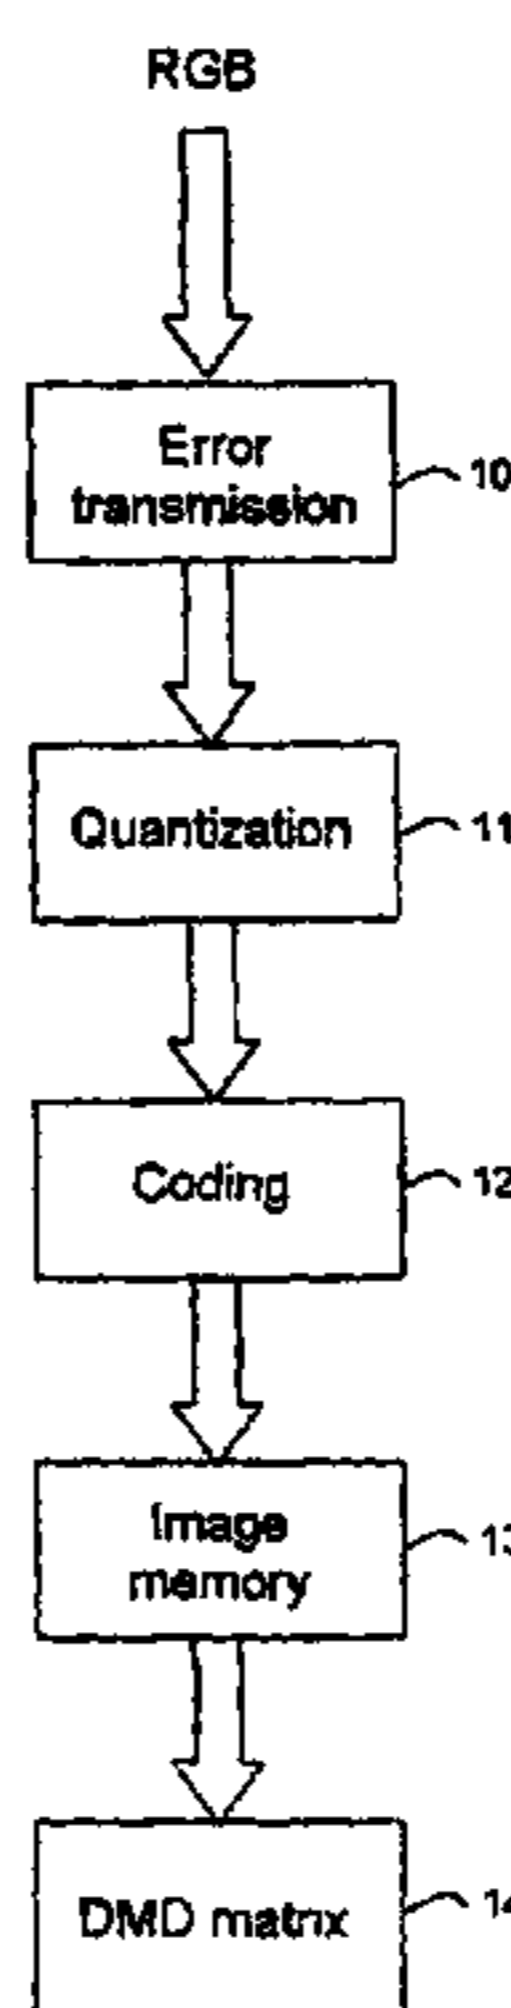 RGB
Error
transmission
10
Quantization
11
Coding
12
Image
memory
13
DMD matrix
14